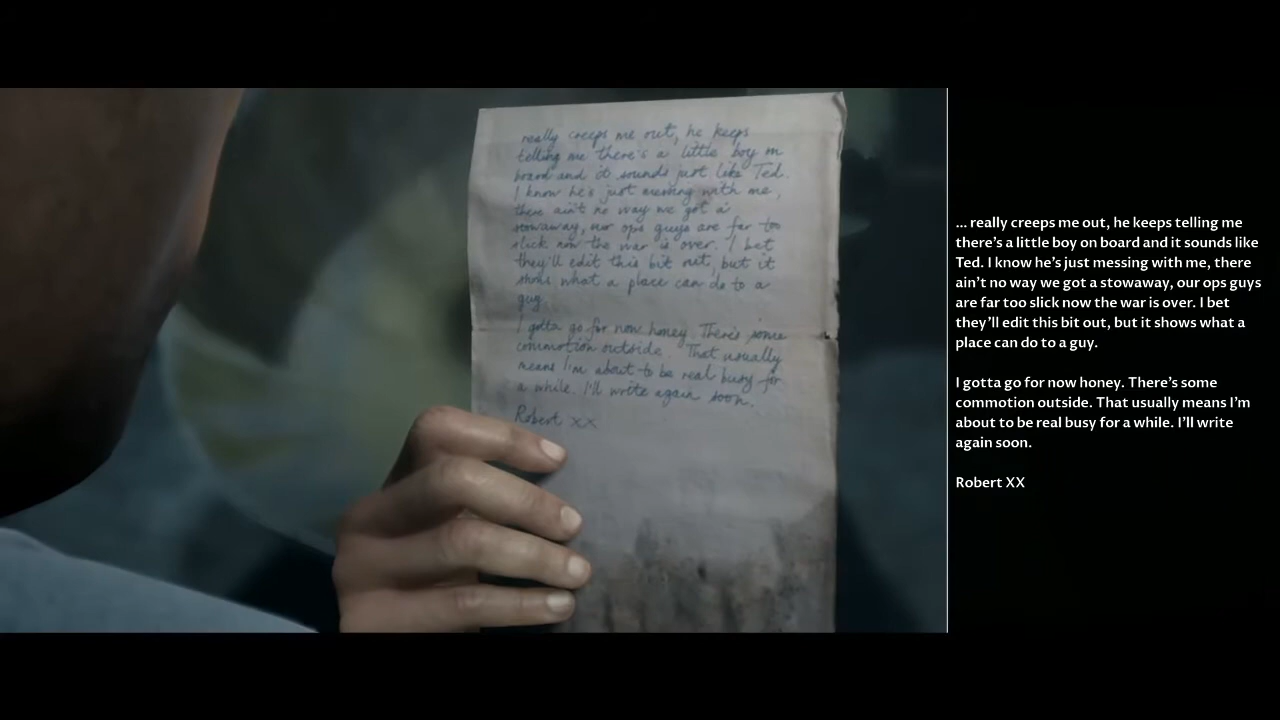 really creeps me out, he keeps
telling me there's a little boy on
board and it sounds just like Ted.
I know he's just messing with me,
there ain't no way we got a
stowaway, our ops guys are far too
slick now the war is over. I bet
they'll edit this bit out, but it
shows what a place can do to a
guy.
I gotta go for now honey. There's some
commotion outside. That usually
means I'm about to be real busy for
a while. I'll write again soon.
Robert XX
... really creeps me out, he keeps telling me
there's a little boy on board and it sounds like
Ted. I know he's just messing with me, there
ain't no way we got a stowaway, our ops guys
are far too slick now the war is over. I bet
they'll edit this bit out, but it shows what a
place can do to a guy.
I gotta go for now honey. There's some
commotion outside. That usually means I'm
about to be real busy for a while. I'll write
again soon.
Robert XX